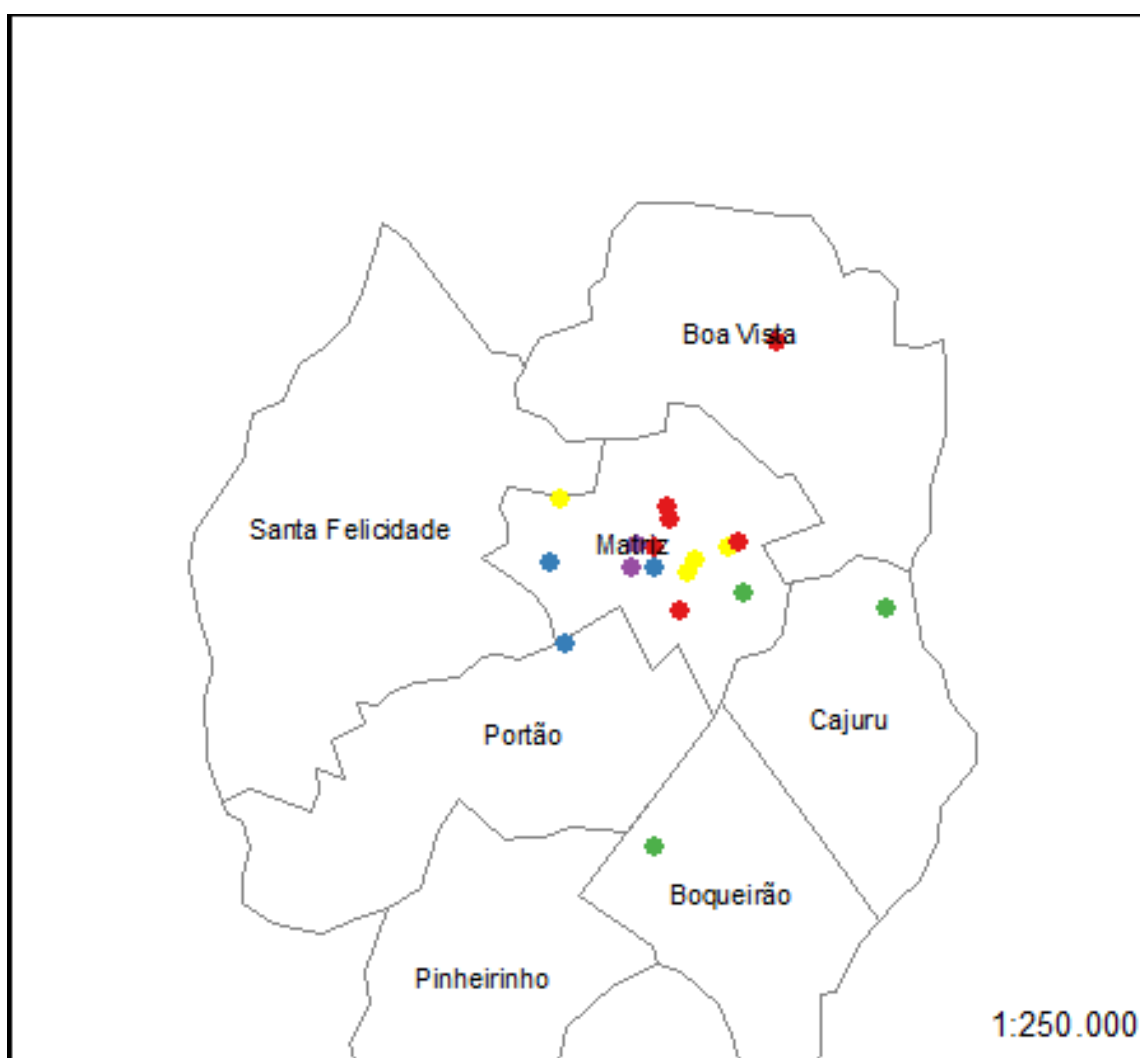 Boa Vista
Santa Felicidade
Matriz
Cajuru
Portão
Boqueirão
Pinheirinho
1:250.000